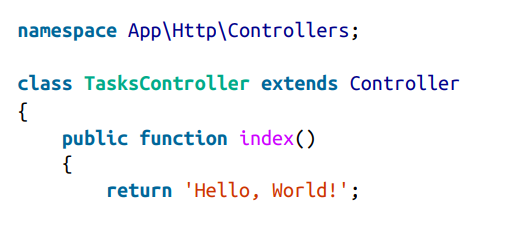 namespace App\Http\Controllers;
class TasksController extends Controller
{
    public function index()
    {
        return 'Hello, World!';